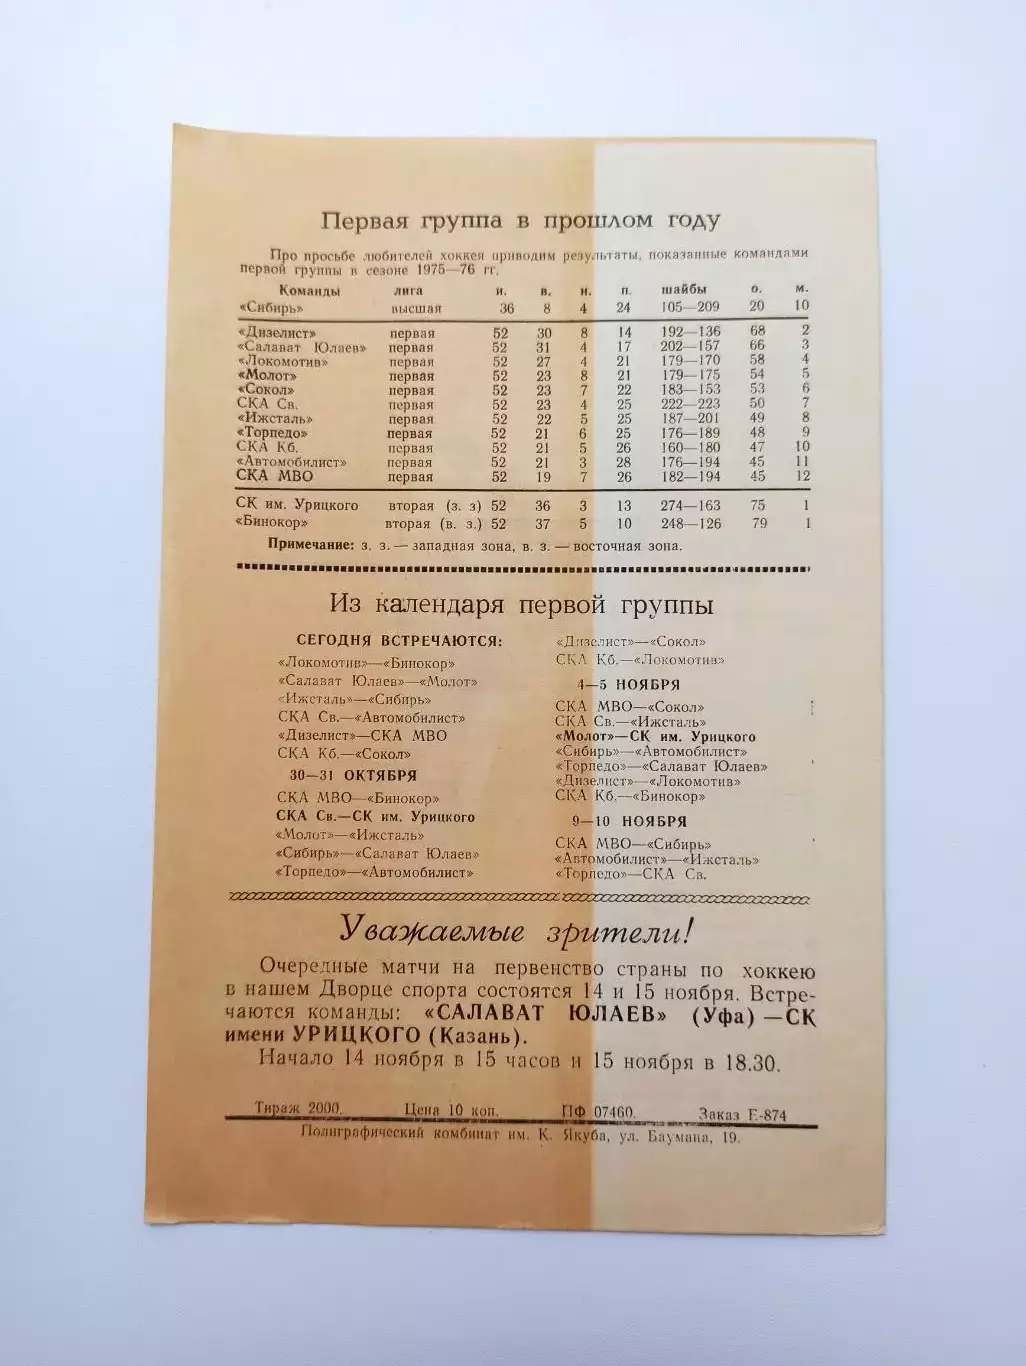 Первая группа в прошлом году
Про просьбе любителей хоккея приводим результаты, показанные командами
первой группы в сезоне 1975—76 гг.
Команды лига и. в. н. п. шайбы о. м.
«Сибирь» высшая 36 8 4 24 105—209 20 10
«Дизелист» первая 52 30 8 14 192—136 68 2
«Салават Юлаев» первая 52 31 4 17 202—157 66 3
«Локомотив» первая 52 27 4 21 179—170 58 4
«Молот» первая 52 23 8 21 179—175 54 5
«Сокол» первая 52 23 7 22 183—153 53 6
СКА Св. первая 52 23 4 25 222—223 50 7
«Ижсталь» первая 52 22 5 25 187—201 49 8
«Торпедо» первая 52 21 6 25 176—189 48 9
СКА Кб. первая 52 21 5 26 160—180 47 10
«Автомобилист» первая 52 21 3 28 176—194 45 11
СКА МВО первая 52 19 7 26 182—194 45 12
СК им. Урицкого вторая (з. з) 52 36 3 13 274—163 75 1
«Бинокор» вторая (в. з.) 52 37 5 10 248—126 79 1
Примечание: з. з. — западная зона, в. з. — восточная зона.
Из календаря первой группы
СЕГОДНЯ ВСТРЕЧАЮТСЯ:
«Локомотив»—«Бинокор»
«Салават Юлаев»—«Молот»
«Ижсталь»—«Сибирь»
СКА Св.—«Автомобилист»
«Дизелист»—СКА МВО
СКА Кб.—«Сокол»
30—31 ОКТЯБРЯ
СКА МВО—«Бинокор»
СКА Св.—СК им. Урицкого
«Молот»—«Ижсталь»
«Сибирь»—«Салават Юлаев»
«Торпедо»—«Автомобилист»
«Дизелист»—«Сокол»
СКА Кб.—«Локомотив»
4—5 НОЯБРЯ
СКА МВО—«Сокол»
СКА Св.—«Ижсталь»
«Молот»—СК им. Урицкого
«Сибирь»—«Автомобилист»
«Торпедо»—«Салават Юлаев»
«Дизелист»—«Локомотив»
СКА Кб.—«Бинокор»
9—10 НОЯБРЯ
СКА МВО—«Сибирь»
«Автомобилист»—«Ижсталь»
«Торпедо»—СКА Св.
Уважаемые зрители!
Очередные матчи на первенство страны по хоккею
в нашем Дворце спорта состоятся 14 и 15 ноября. Встре-
чаются команды: «САЛАВАТ ЮЛАЕВ» (Уфа) —СК
имени УРИЦКОГО (Казань).
Начало 14 ноября в 15 часов и 15 ноября в 18.30.
Тираж 2000. Цена 10 коп. ПФ 07460. Заказ Е-874
Полиграфический комбинат им. К. Якуба, ул. Баумана, 19.